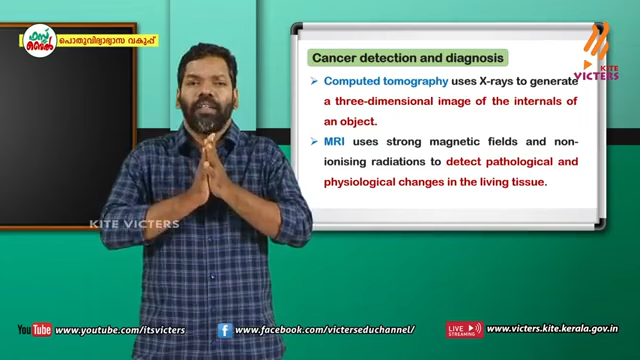 ഫസ്റ്റ് ബെൽ
പൊതുവിദ്യാഭ്യാസ വകുപ്പ്
KITE
VICTERS
Cancer detection and diagnosis
➤ Computed tomography uses X-rays to generate
a three-dimensional image of the internals of
an object.
➤ MRI uses strong magnetic fields and non-
ionising radiations to detect pathological and
physiological changes in the living tissue.
KITE VICTERS
YouTube www.youtube.com/itsvicters
f www.facebook.com/victerseduchannel/
LIVE STREAMING www.victers.kite.kerala.gov.in